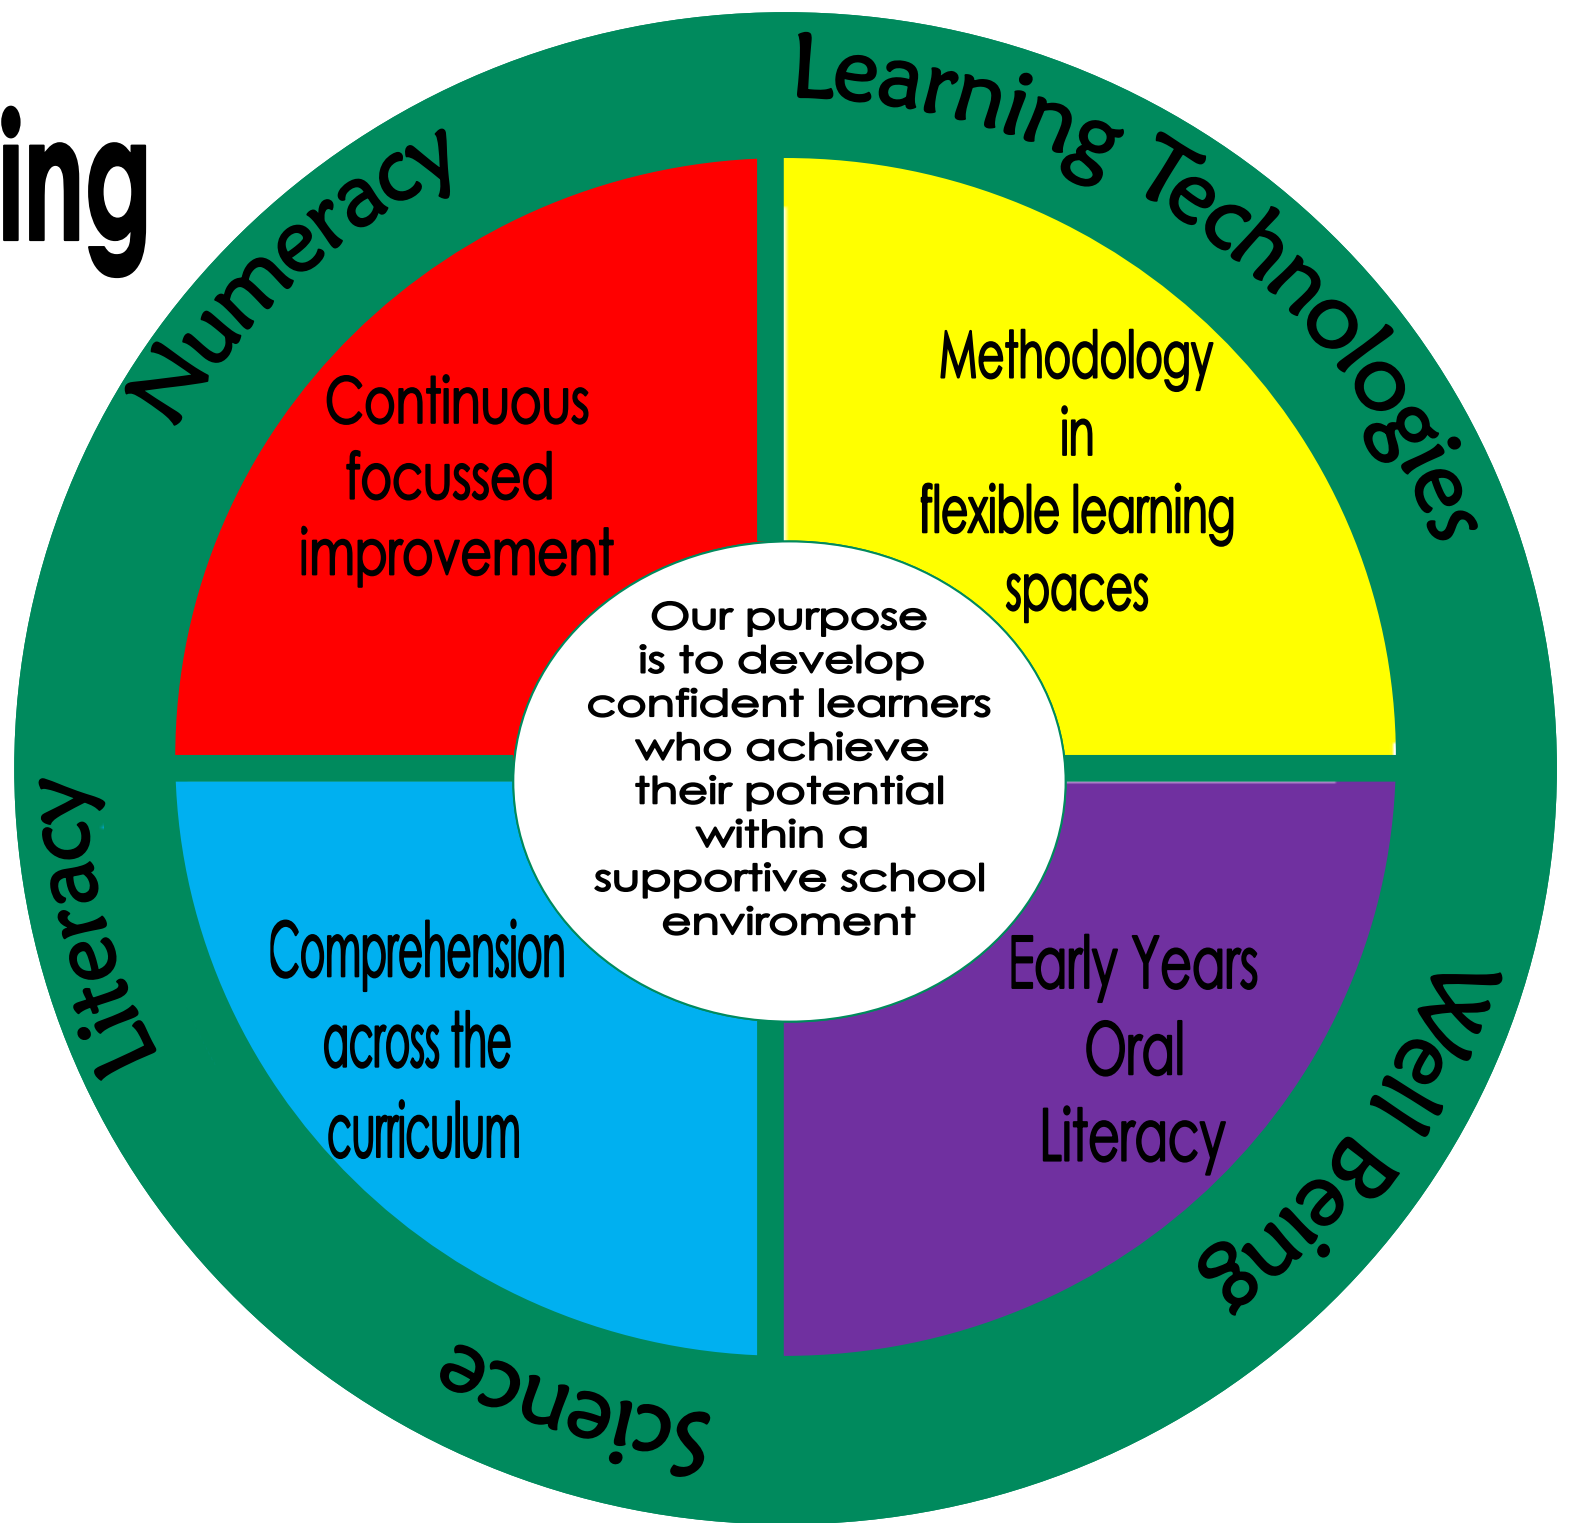 ing
Numeracy
Learning Technologies
Continuous
focussed
improvement
Methodology
in
flexible learning
spaces
Our purpose
is to develop
confident learners
who achieve
their potential
within a
supportive school
enviroment
Comprehension
across the
curriculum
Early Years
Oral
Literacy
Well Being
Science
Literacy